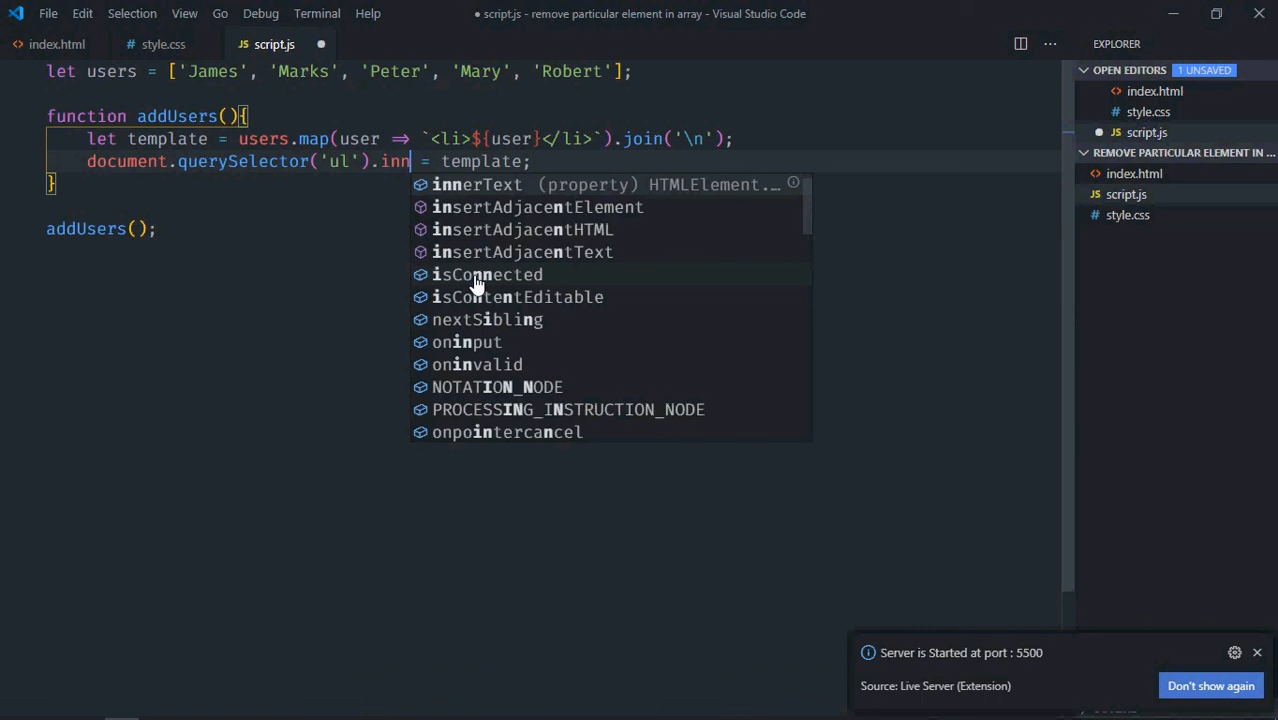 File Edit Selection View Go Debug Terminal Help
● script.js - remove particular element in array - Visual Studio Code
<> index.html # style.css JS script.js ●
EXPLORER
let users = ['James', 'Marks', 'Peter', 'Mary', 'Robert'];
function addUsers(){
let template = users.map(user => `<li>${user}</li>`).join('\n');
document.querySelector('ul').inn = template;
}
addUsers();
innerText (property) HTMLElement.…
insertAdjacentElement
insertAdjacentHTML
insertAdjacentText
isConnected
isContentEditable
nextSibling
oninput
oninvalid
NOTATION_NODE
PROCESSING_INSTRUCTION_NODE
onpointercancel
OPEN EDITORS 1 UNSAVED
<> index.html
# style.css
● JS script.js
REMOVE PARTICULAR ELEMENT IN ...
<> index.html
JS script.js
# style.css
Server is Started at port : 5500
Source: Live Server (Extension)
Don't show again